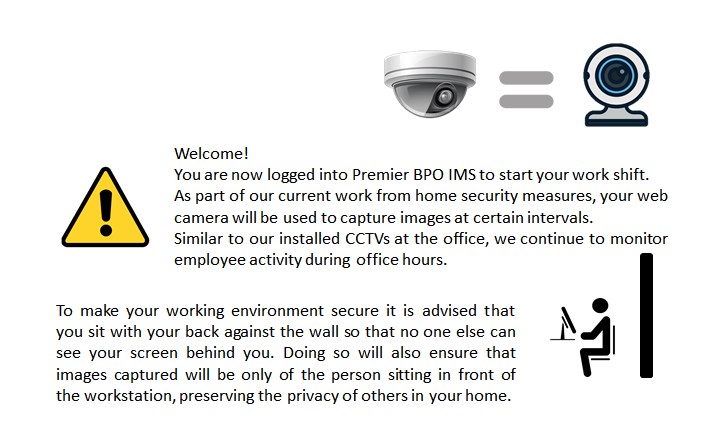 Welcome!
You are now logged into Premier BPO IMS to start your work shift.
As part of our current work from home security measures, your web
camera will be used to capture images at certain intervals.
Similar to our installed CCTVs at the office, we continue to monitor
employee activity during office hours.
To make your working environment secure it is advised that
you sit with your back against the wall so that no one else can
see your screen behind you. Doing so will also ensure that
images captured will be only of the person sitting in front of
the workstation, preserving the privacy of others in your home.